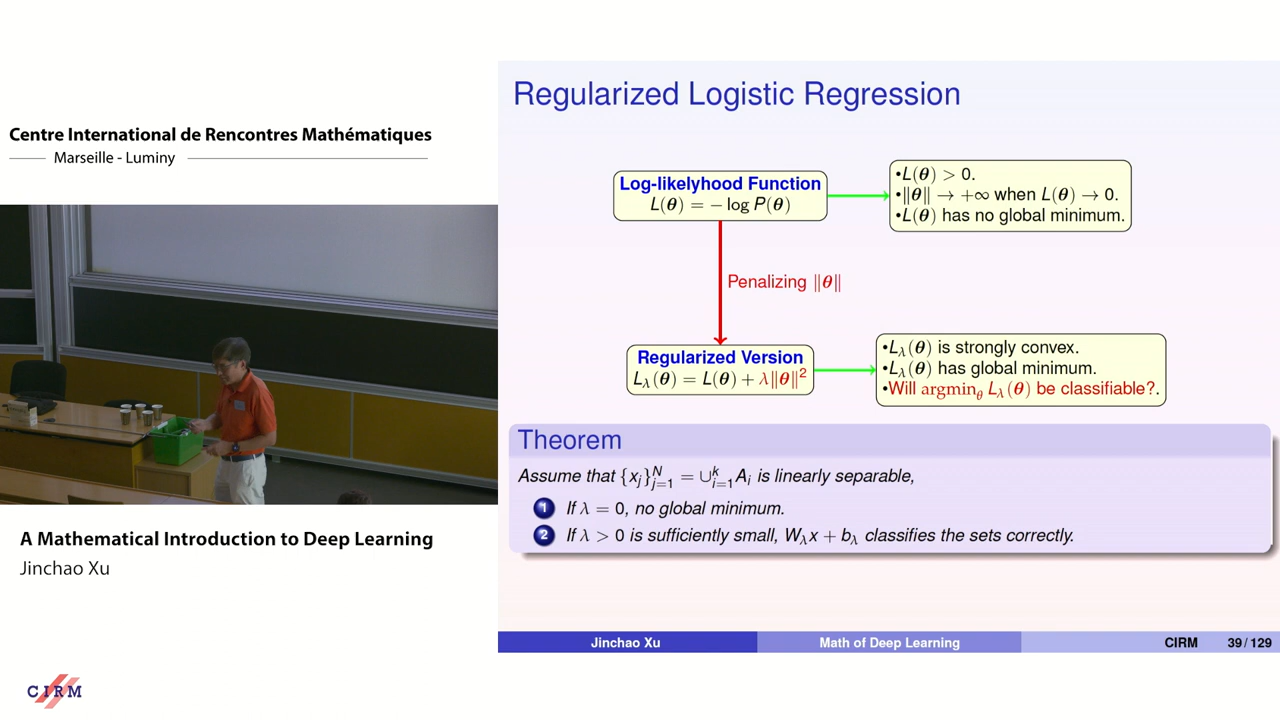 Centre International de Rencontres Mathématiques
Marseille - Luminy
A Mathematical Introduction to Deep Learning
Jinchao Xu
CIRM
Regularized Logistic Regression
Log-likelyhood Function
L(θ) = − log P(θ)
•L(θ) > 0.
•‖θ‖ → +∞ when L(θ) → 0.
•L(θ) has no global minimum.
Penalizing ‖θ‖
Regularized Version
L_λ(θ) = L(θ) + λ‖θ‖²
•L_λ(θ) is strongly convex.
•L_λ(θ) has global minimum.
•Will argmin_θ L_λ(θ) be classifiable?.
Theorem
Assume that {x_j}_{j=1}^N = ∪_{i=1}^k A_i is linearly separable,
1 If λ = 0, no global minimum.
2 If λ > 0 is sufficiently small, W_λx + b_λ classifies the sets correctly.
Jinchao Xu Math of Deep Learning CIRM 39 / 129